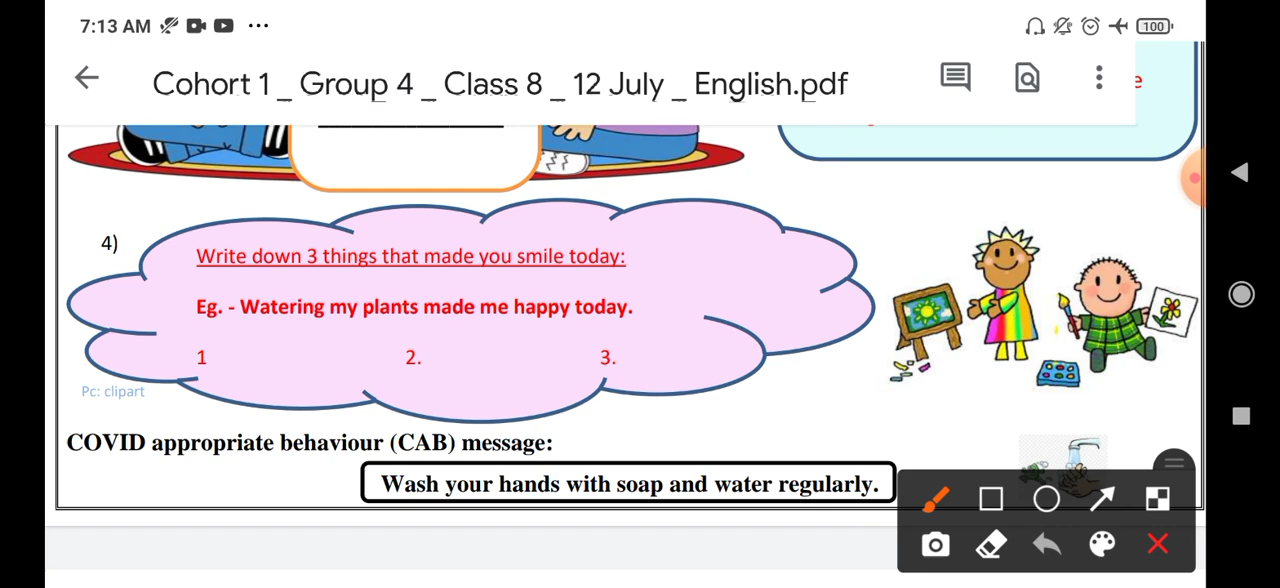 7:13 AM
100
Cohort 1 _ Group 4 _ Class 8 _ 12 July _ English.pdf
e
4)
Write down 3 things that made you smile today:
Eg. - Watering my plants made me happy today.
1 2. 3.
Pc: clipart
COVID appropriate behaviour (CAB) message:
Wash your hands with soap and water regularly.